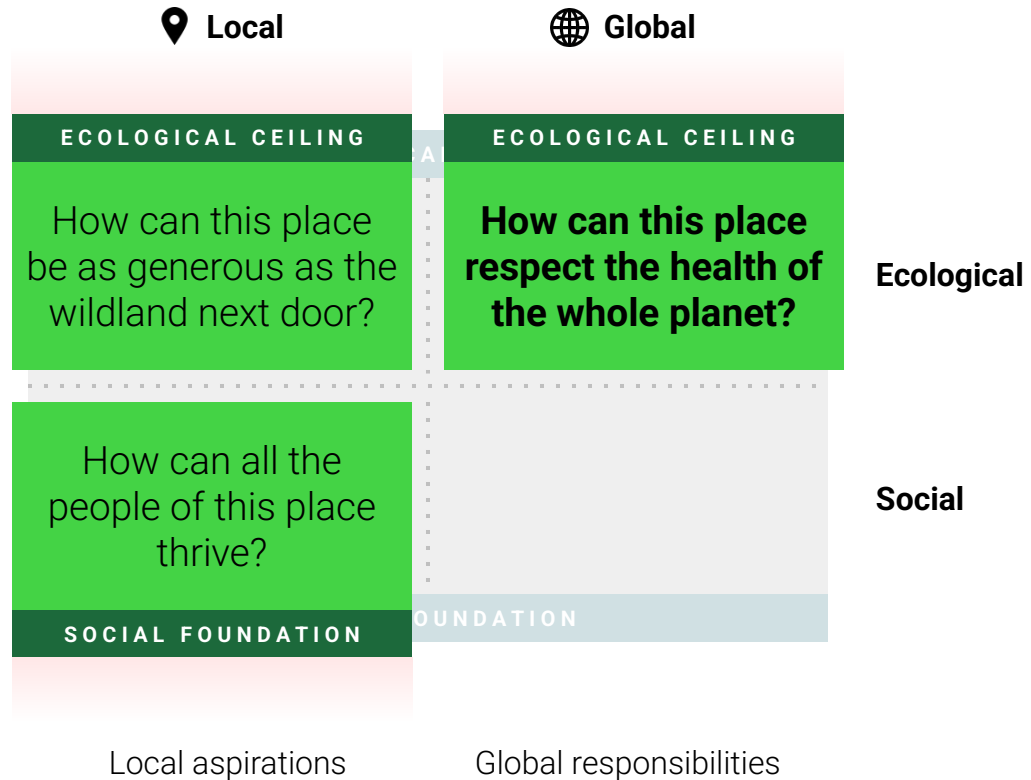 Local
Global
ECOLOGICAL CEILING
ECOLOGICAL CEILING
How can this place
be as generous as the
wildland next door?
How can this place
respect the health of
the whole planet?
Ecological
How can all the
people of this place
thrive?
Social
SOCIAL FOUNDATION
Local aspirations
Global responsibilities